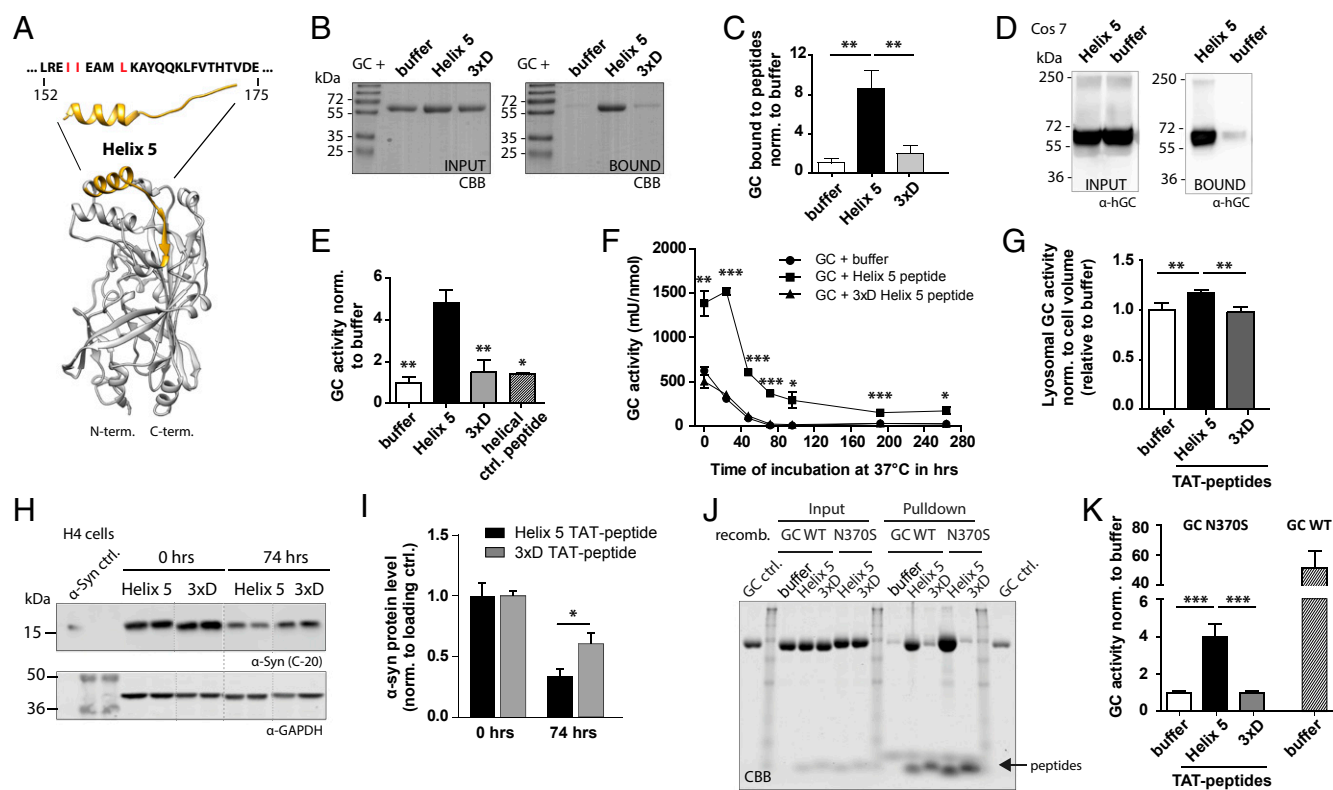 A
... LRE I I EAM L KAYQQKLFVTHTVDE ...
152
175
Helix 5
N-term. C-term.
B
GC +
buffer
Helix 5
3xD
kDa
72
55
35
25
INPUT
CBB
GC +
buffer
Helix 5
3xD
72
55
35
25
BOUND
CBB
C
GC bound to peptides
norm. to buffer
12
8
4
0
** **
buffer
Helix 5
3xD
D
Cos 7
Helix 5
buffer
kDa
250
72
55
36
INPUT
α-hGC
Helix 5
buffer
250
72
55
36
BOUND
α-hGC
E
GC activity norm.
to buffer
6
4
2
0
** ** *
buffer
Helix 5
3xD
helical
ctrl. peptide
F
GC activity (mU/nmol)
2000
1500
1000
500
0
GC + buffer
GC + Helix 5 peptide
GC + 3xD Helix 5 peptide
** *** *** *** * *** *
0 40 80 120 160 200 240 280
Time of incubation at 37°C in hrs
G
Lyosomal GC activity
norm. to cell volume
(relative to buffer)
1.5
1.0
0.5
0.0
** **
buffer
Helix 5
3xD
TAT-peptides
H
H4 cells
α-Syn ctrl.
0 hrs 74 hrs
Helix 5 3xD Helix 5 3xD
kDa
15
α-Syn (C-20)
50
36
α-GAPDH
I
α-syn protein level
(norm. to loading ctrl.)
1.5
1.0
0.5
0.0
Helix 5 TAT-peptide
3xD TAT-peptide
*
0 hrs 74 hrs
J
Input Pulldown
recomb. GC WT N370S GC WT N370S
GC ctrl.
buffer
Helix 5
3xD
Helix 5
3xD
buffer
Helix 5
3xD
Helix 5
3xD
GC ctrl.
peptides
CBB
K
GC activity norm. to buffer
80
60
40
6
4
2
0
GC N370S GC WT
*** ***
buffer
Helix 5
3xD
buffer
TAT-peptides